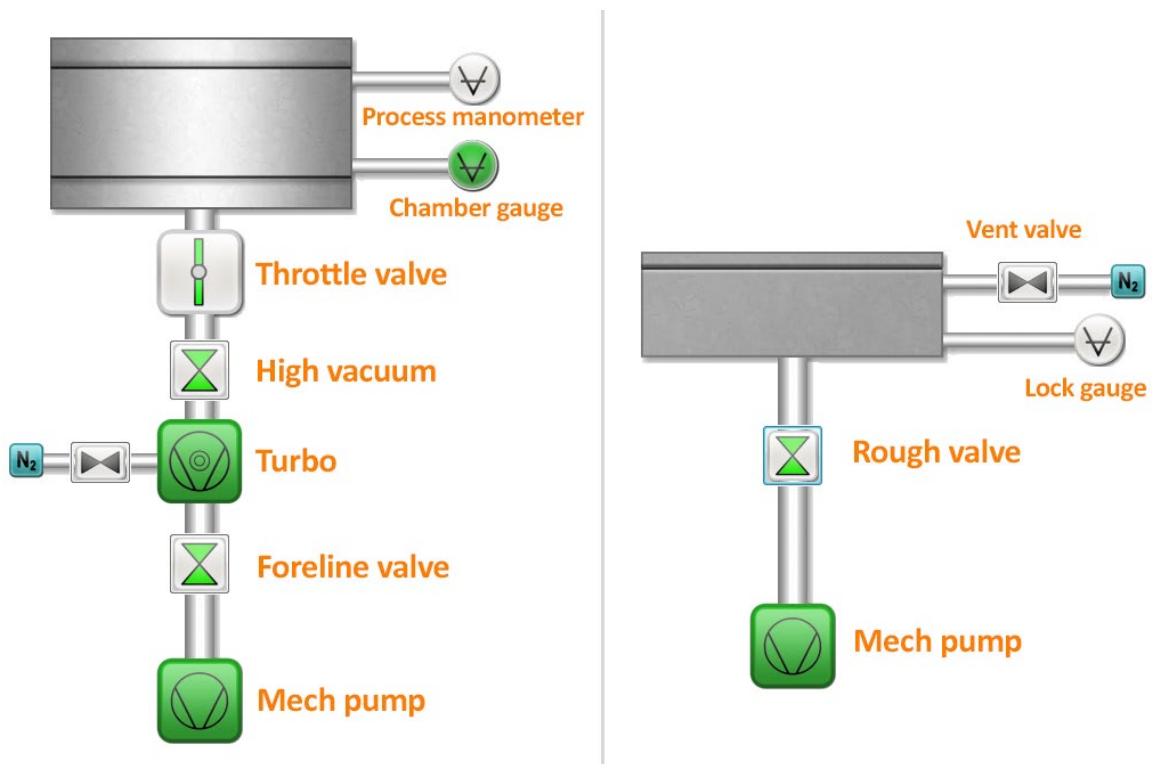 Process manometer
Chamber gauge
Throttle valve
High vacuum
N₂
Turbo
Foreline valve
Mech pump
Vent valve
N₂
Lock gauge
Rough valve
Mech pump